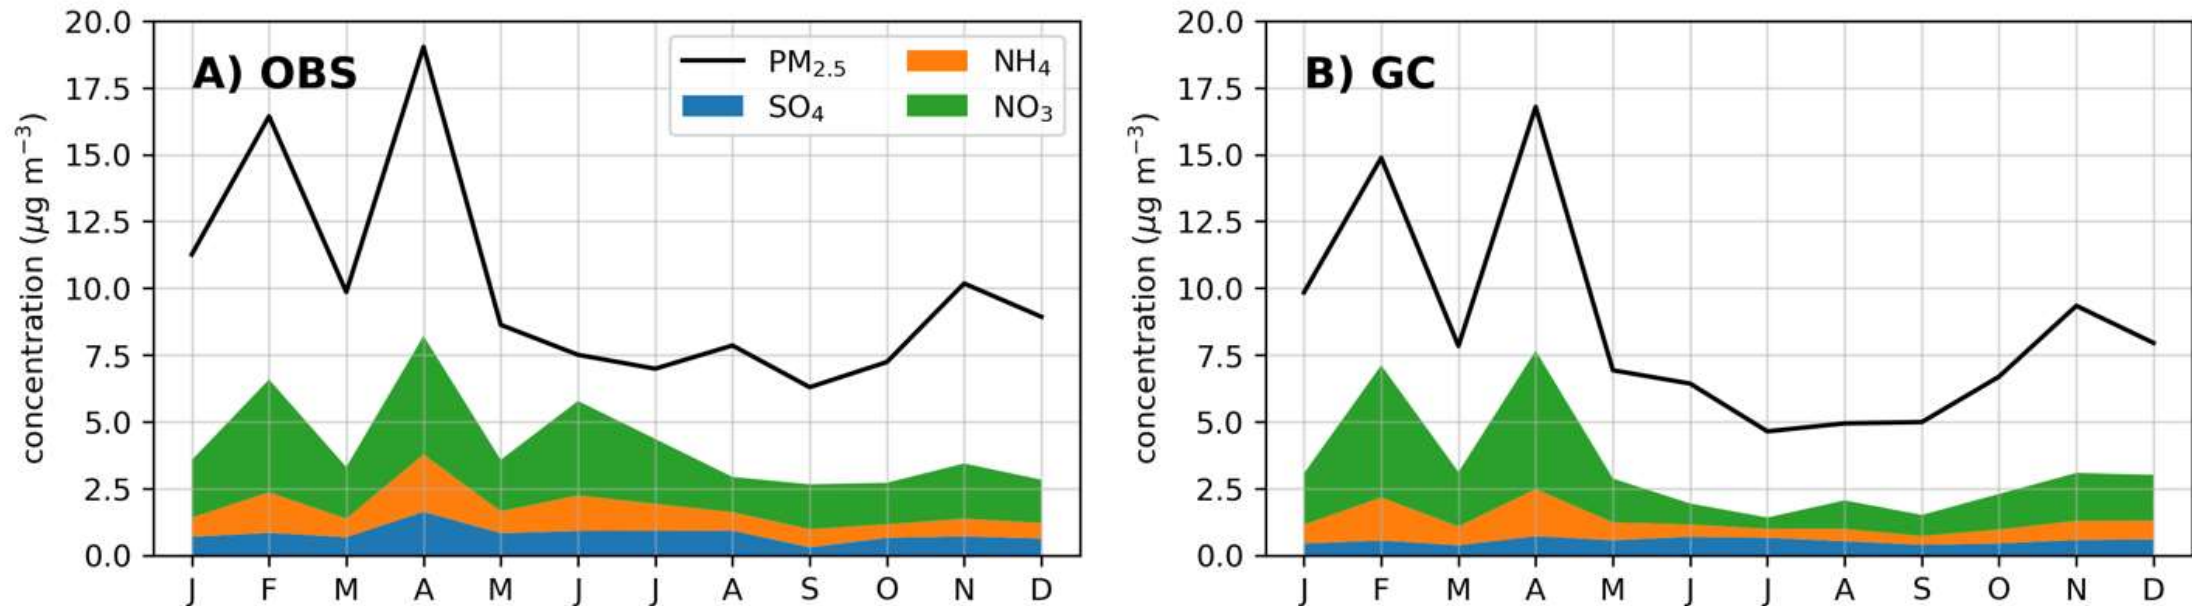 A) OBS
PM₂.₅
NH₄
SO₄
NO₃
concentration (μg m⁻³)
20.0
17.5
15.0
12.5
10.0
7.5
5.0
2.5
0.0
J F M A M J J A S O N D
B) GC
concentration (μg m⁻³)
20.0
17.5
15.0
12.5
10.0
7.5
5.0
2.5
0.0
J F M A M J J A S O N D